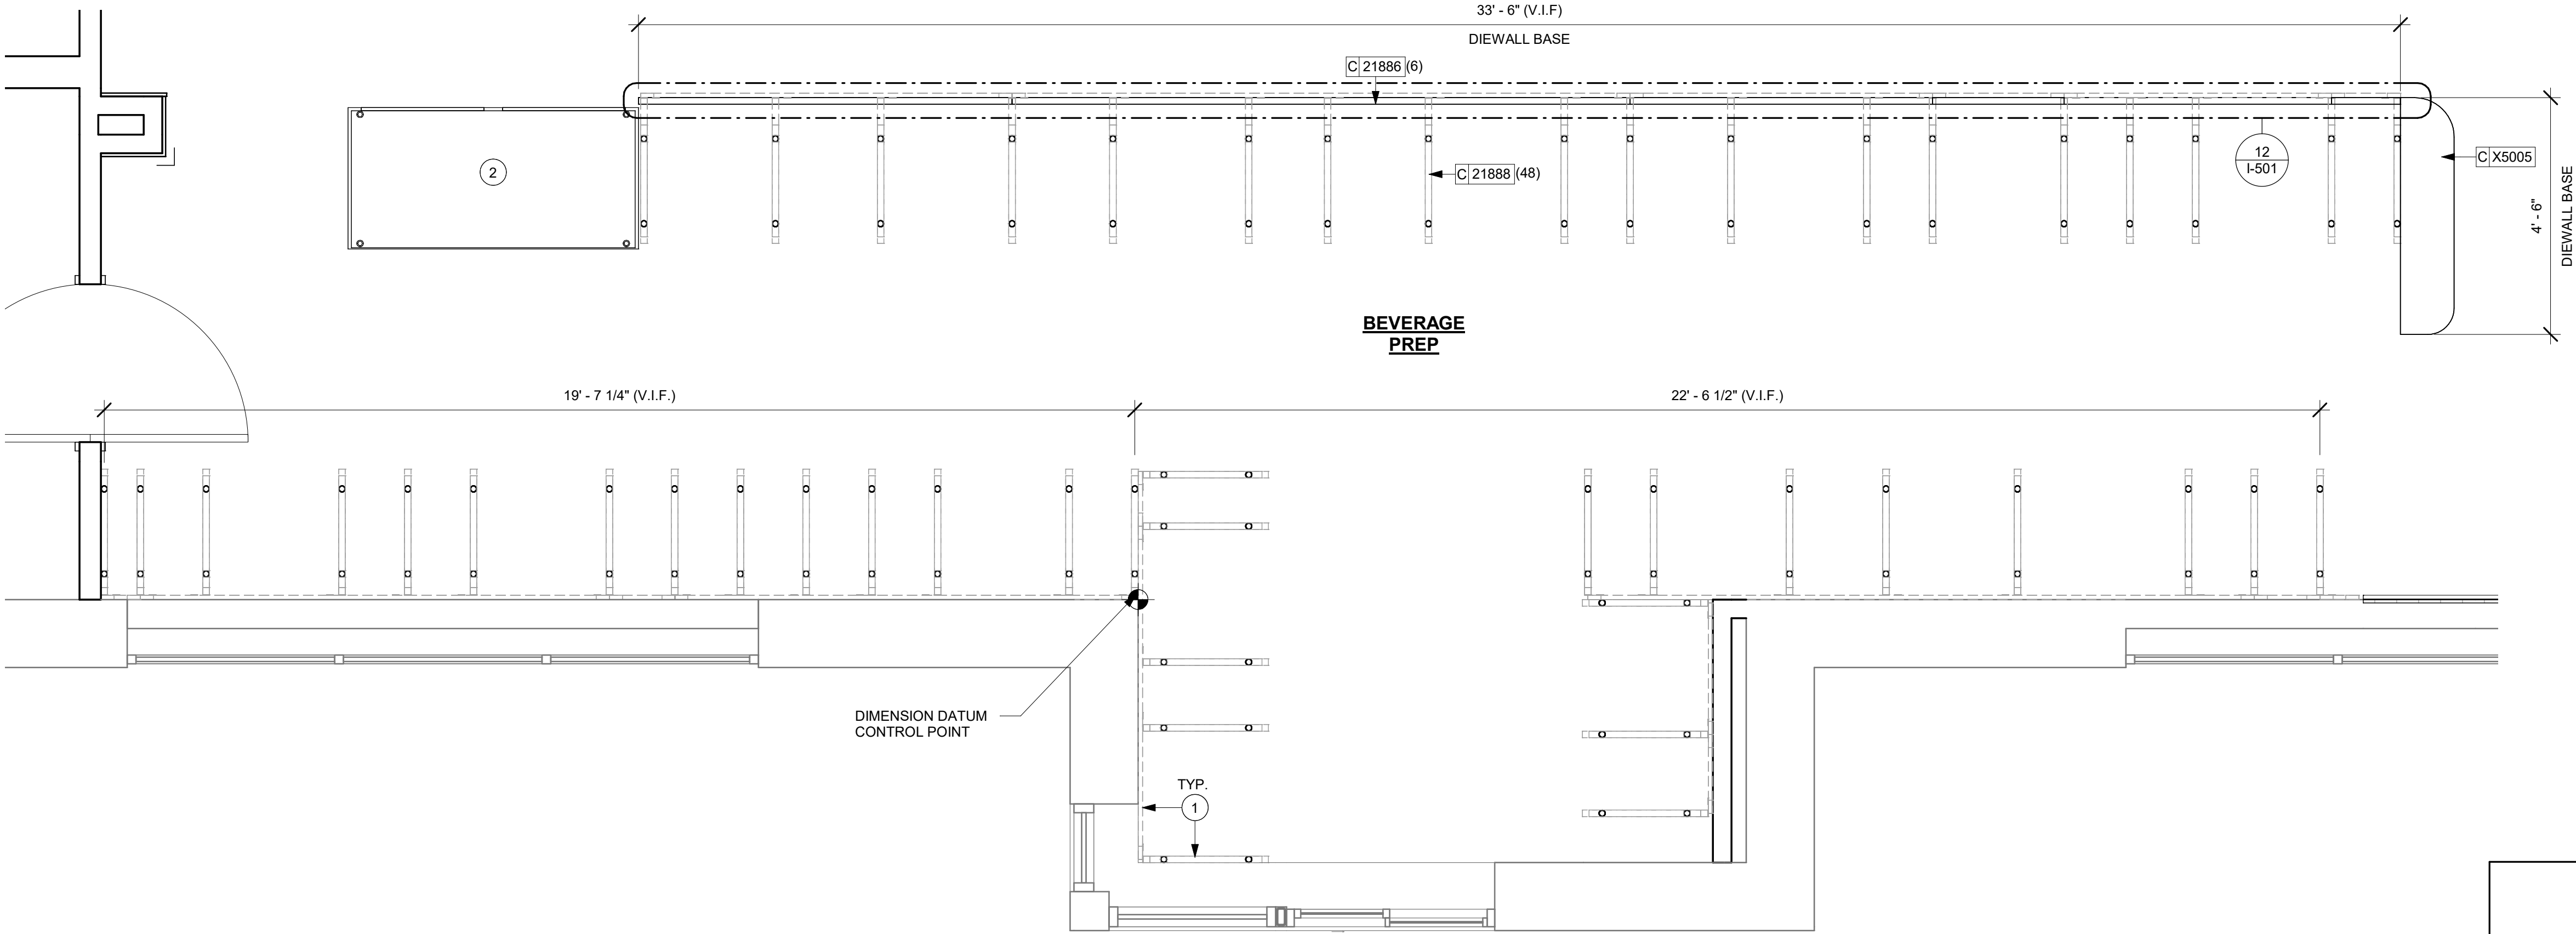 33' - 6" (V.I.F)
DIEWALL BASE
C 21886 (6)
2
C 21888 (48)
12
I-501
C X5005
4' - 6"
DIEWALL BASE
BEVERAGE
PREP
19' - 7 1/4" (V.I.F.)
22' - 6 1/2" (V.I.F.)
DIMENSION DATUM
CONTROL POINT
TYP.
1